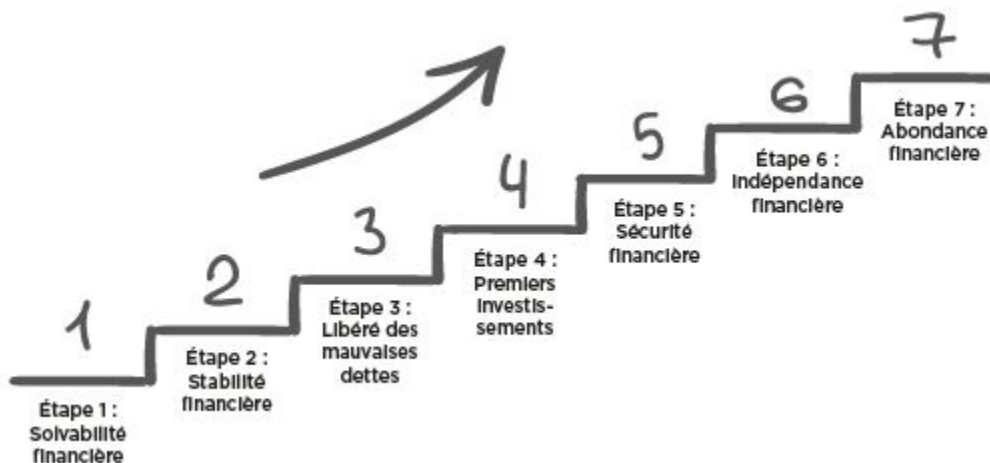 1
Étape 1 :
Solvabilité
financière
2
Étape 2 :
Stabilité
financière
3
Étape 3 :
Libéré des
mauvaises
dettes
4
Étape 4 :
Premiers
investis-
sements
5
Étape 5 :
Sécurité
financière
6
Étape 6 :
Indépendance
financière
7
Étape 7 :
Abondance
financière